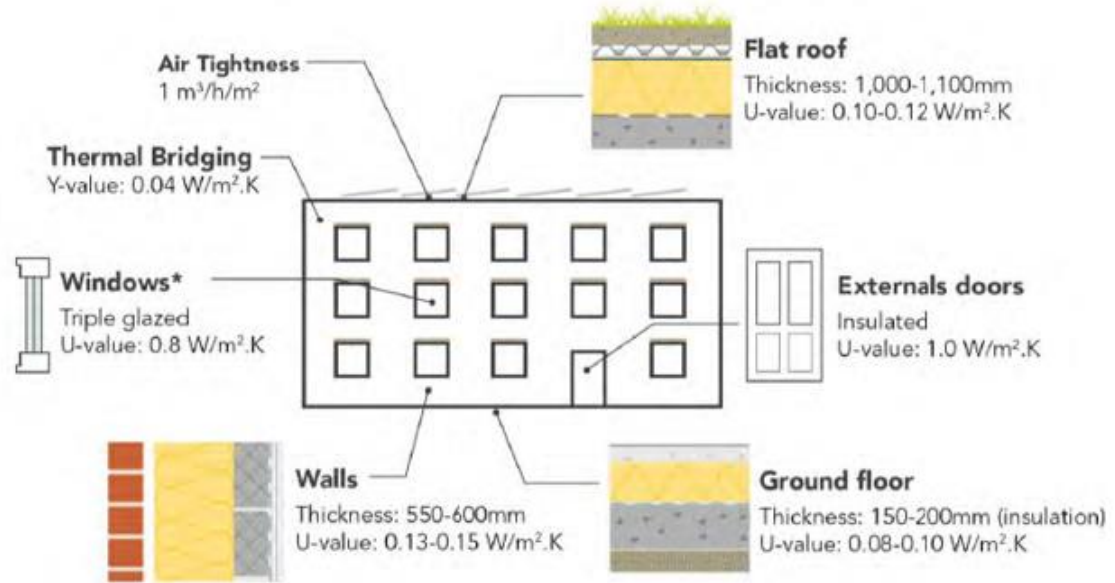 Air Tightness
1 m³/h/m²
Flat roof
Thickness: 1,000-1,100mm
U-value: 0.10-0.12 W/m².K
Thermal Bridging
Y-value: 0.04 W/m².K
Windows*
Triple glazed
U-value: 0.8 W/m².K
Externals doors
Insulated
U-value: 1.0 W/m².K
Walls
Thickness: 550-600mm
U-value: 0.13-0.15 W/m².K
Ground floor
Thickness: 150-200mm (insulation)
U-value: 0.08-0.10 W/m².K